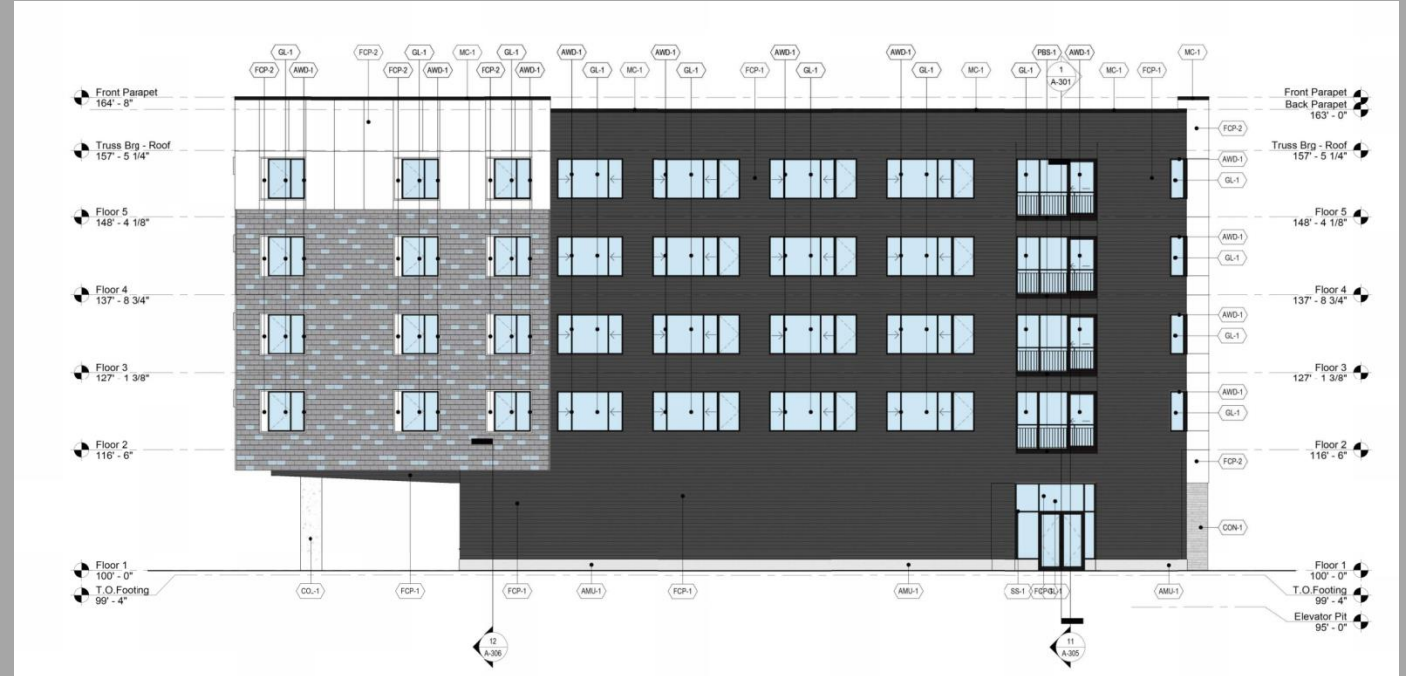 GL-1 FCP-2 GL-1 MC-1 GL-1 AWD-1 AWD-1 AWD-1 AWD-1 PBS-1 AWD-1 MC-1
FCP-2 AWD-1 FCP-2 AWD-1 FCP-2 AWD-1 GL-1 MC-1 GL-1 FCP-1 GL-1 GL-1 MC-1 GL-1 1 MC-1 FCP-1
A-301
Front Parapet
164' - 8"
Front Parapet
Back Parapet
163' - 0"
FCP-2
Truss Brg - Roof
157' - 5 1/4"
Truss Brg - Roof
157' - 5 1/4"
AWD-1
GL-1
Floor 5
148' - 4 1/8"
Floor 5
148' - 4 1/8"
AWD-1
GL-1
Floor 4
137' - 8 3/4"
Floor 4
137' - 8 3/4"
AWD-1
GL-1
Floor 3
127' - 1 3/8"
Floor 3
127' - 1 3/8"
AWD-1
GL-1
Floor 2
116' - 6"
Floor 2
116' - 6"
FCP-2
CON-1
Floor 1
100' - 0"
Floor 1
100' - 0"
T.O.Footing
99' - 4"
COL-1 FCP-1 FCP-1 AMU-1 FCP-1 AMU-1 SS-1 AMU-1
T.O.Footing
99' - 4"
Elevator Pit
95' - 0"
12
A-306
11
A-305